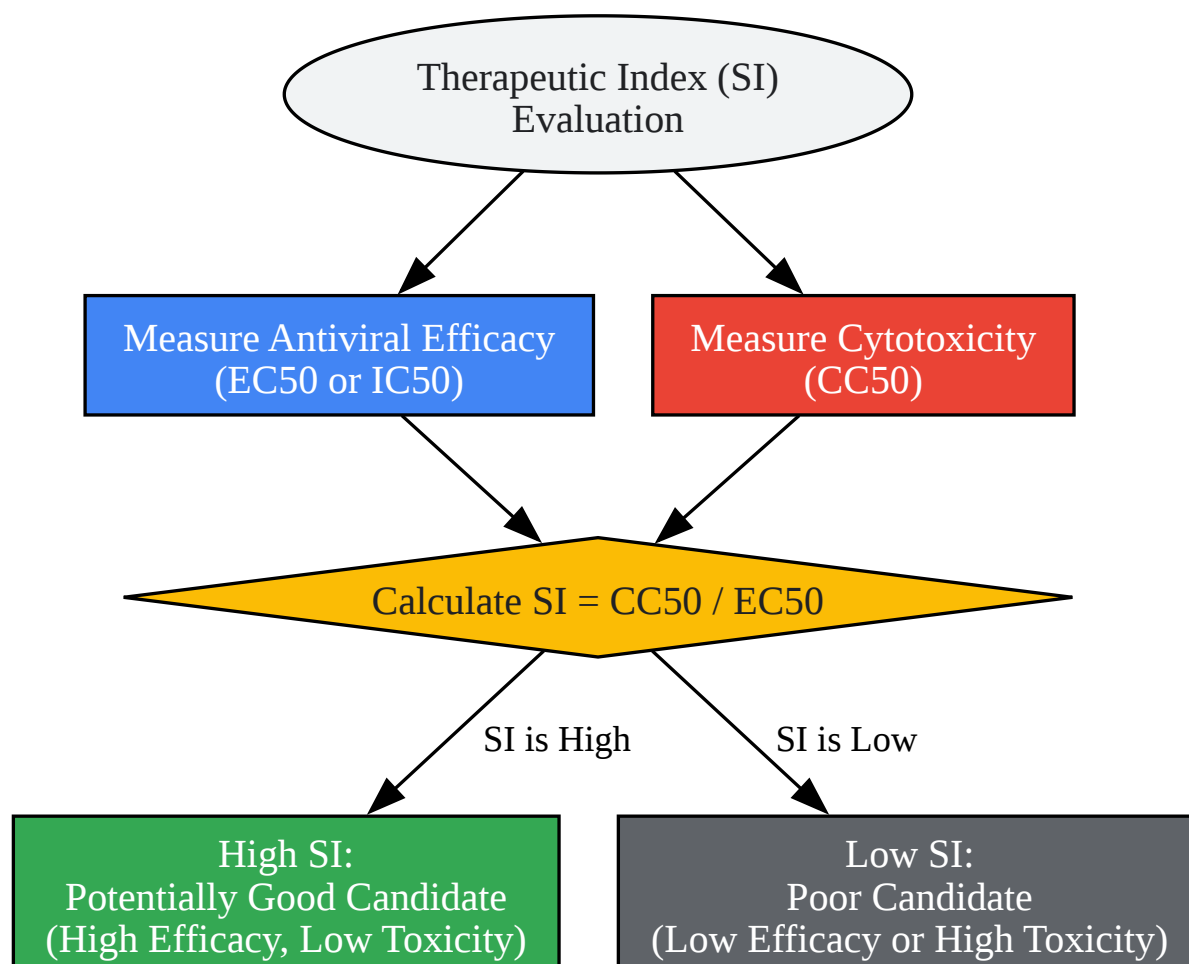 Therapeutic Index (SI)
Evaluation
Measure Antiviral Efficacy
(EC50 or IC50)
Measure Cytotoxicity
(CC50)
Calculate SI = CC50 / EC50
SI is High
SI is Low
High SI:
Potentially Good Candidate
(High Efficacy, Low Toxicity)
Low SI:
Poor Candidate
(Low Efficacy or High Toxicity)